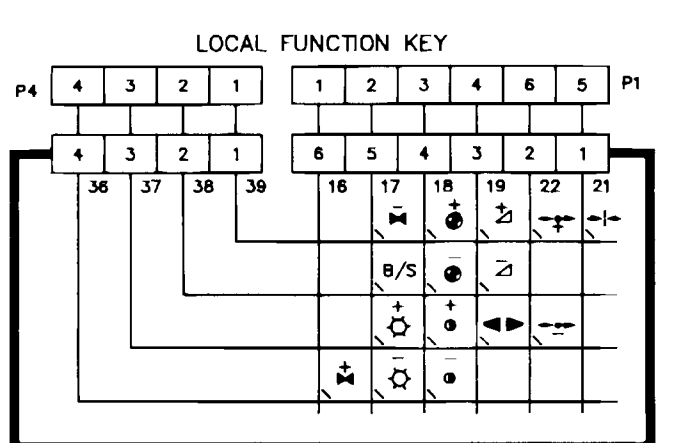 LOCAL FUNCTION KEY
P4 4 3 2 1 1 2 3 4 6 5 P1
4 3 2 1 6 5 4 3 2 1
36 37 38 39 16 17 18 19 22 21
− + + +
B/S − −
+ + −
+ − −